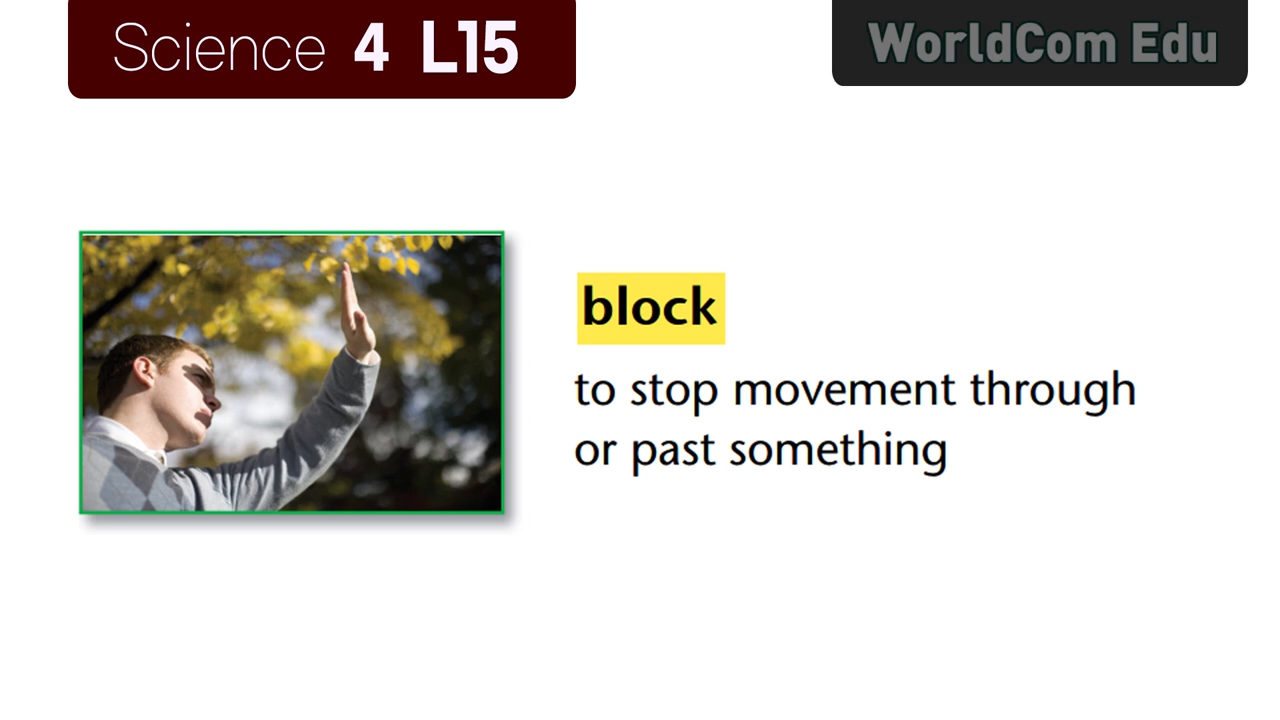 Science 4 L15
WorldCom Edu
block
to stop movement through
or past something